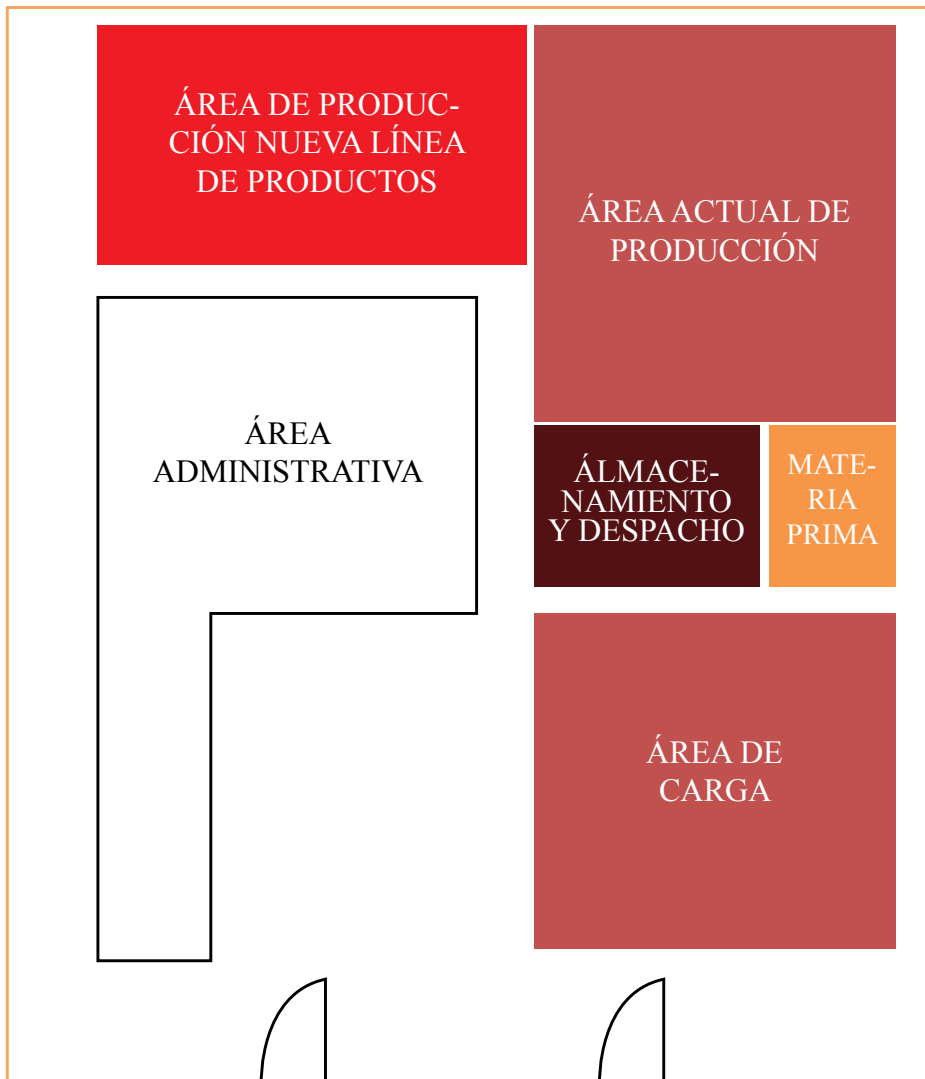 ÁREA DE PRODUC-
CIÓN NUEVA LÍNEA
DE PRODUCTOS
ÁREA ACTUAL DE
PRODUCCIÓN
ÁREA
ADMINISTRATIVA
ÁLMACE-
NAMIENTO
Y DESPACHO
MATE-
RIA
PRIMA
ÁREA DE
CARGA